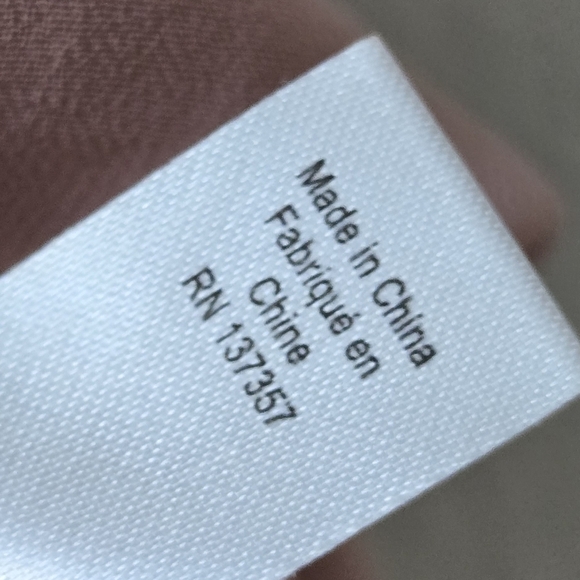 Made in China
Fabriqué en
Chine
RN 137357